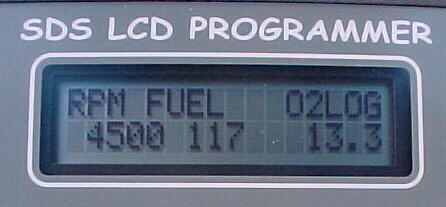 SDS LCD PROGRAMMER
RPM FUEL O2LOG
4500 117 13.3